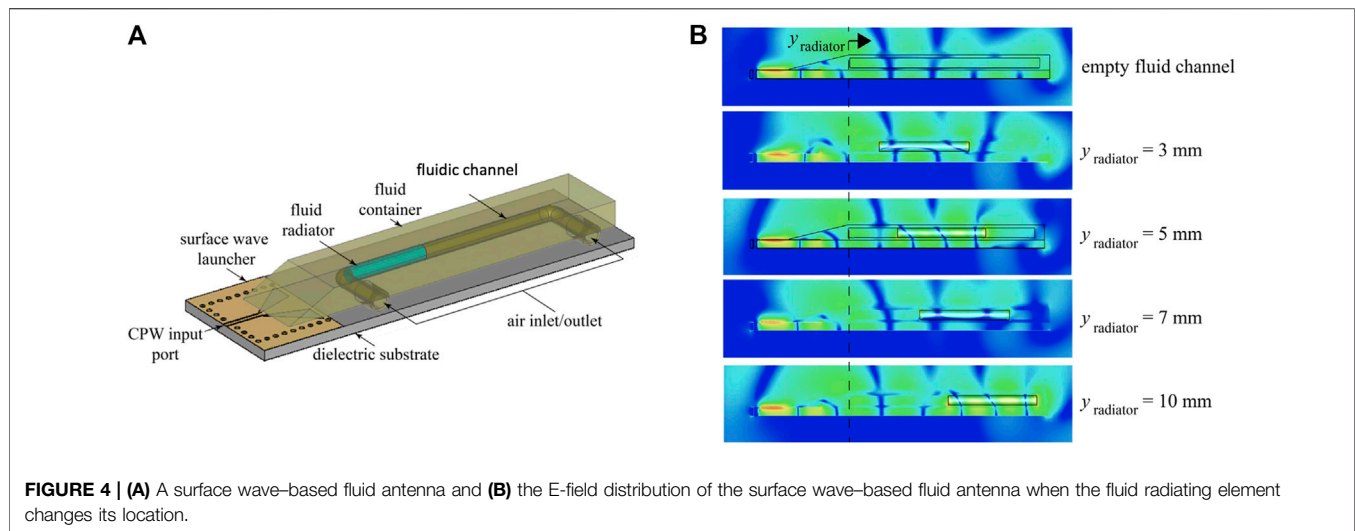 A
fluidic channel
fluid
container
fluid
radiator
surface wave
launcher
CPW input
port
air inlet/outlet
dielectric substrate
B
y radiator
empty fluid channel
y radiator = 3 mm
y radiator = 5 mm
y radiator = 7 mm
y radiator = 10 mm
FIGURE 4 | (A) A surface wave–based fluid antenna and (B) the E-field distribution of the surface wave–based fluid antenna when the fluid radiating element
changes its location.